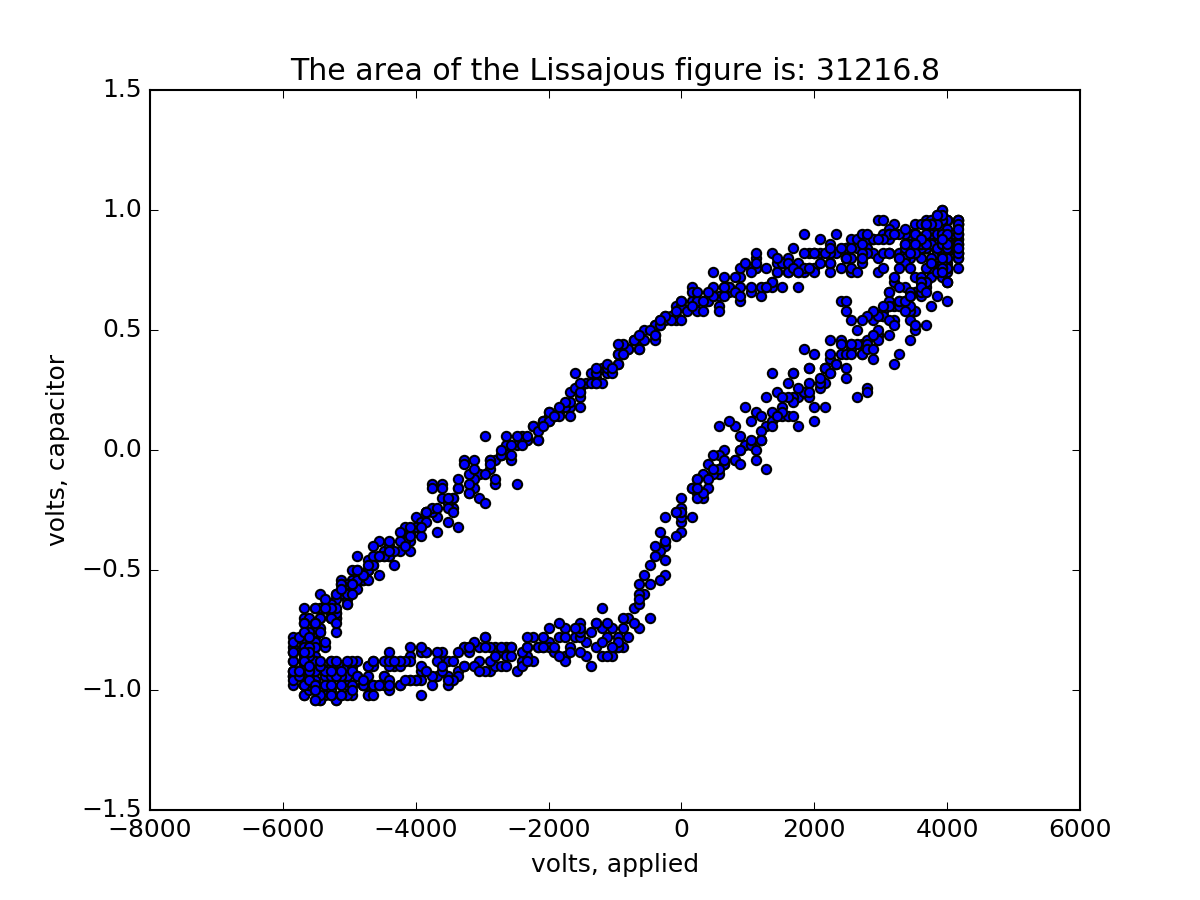 The area of the Lissajous figure is: 31216.8
1.5
1.0
0.5
0.0
−0.5
−1.0
−1.5
volts, capacitor
−8000 −6000 −4000 −2000 0 2000 4000 6000
volts, applied